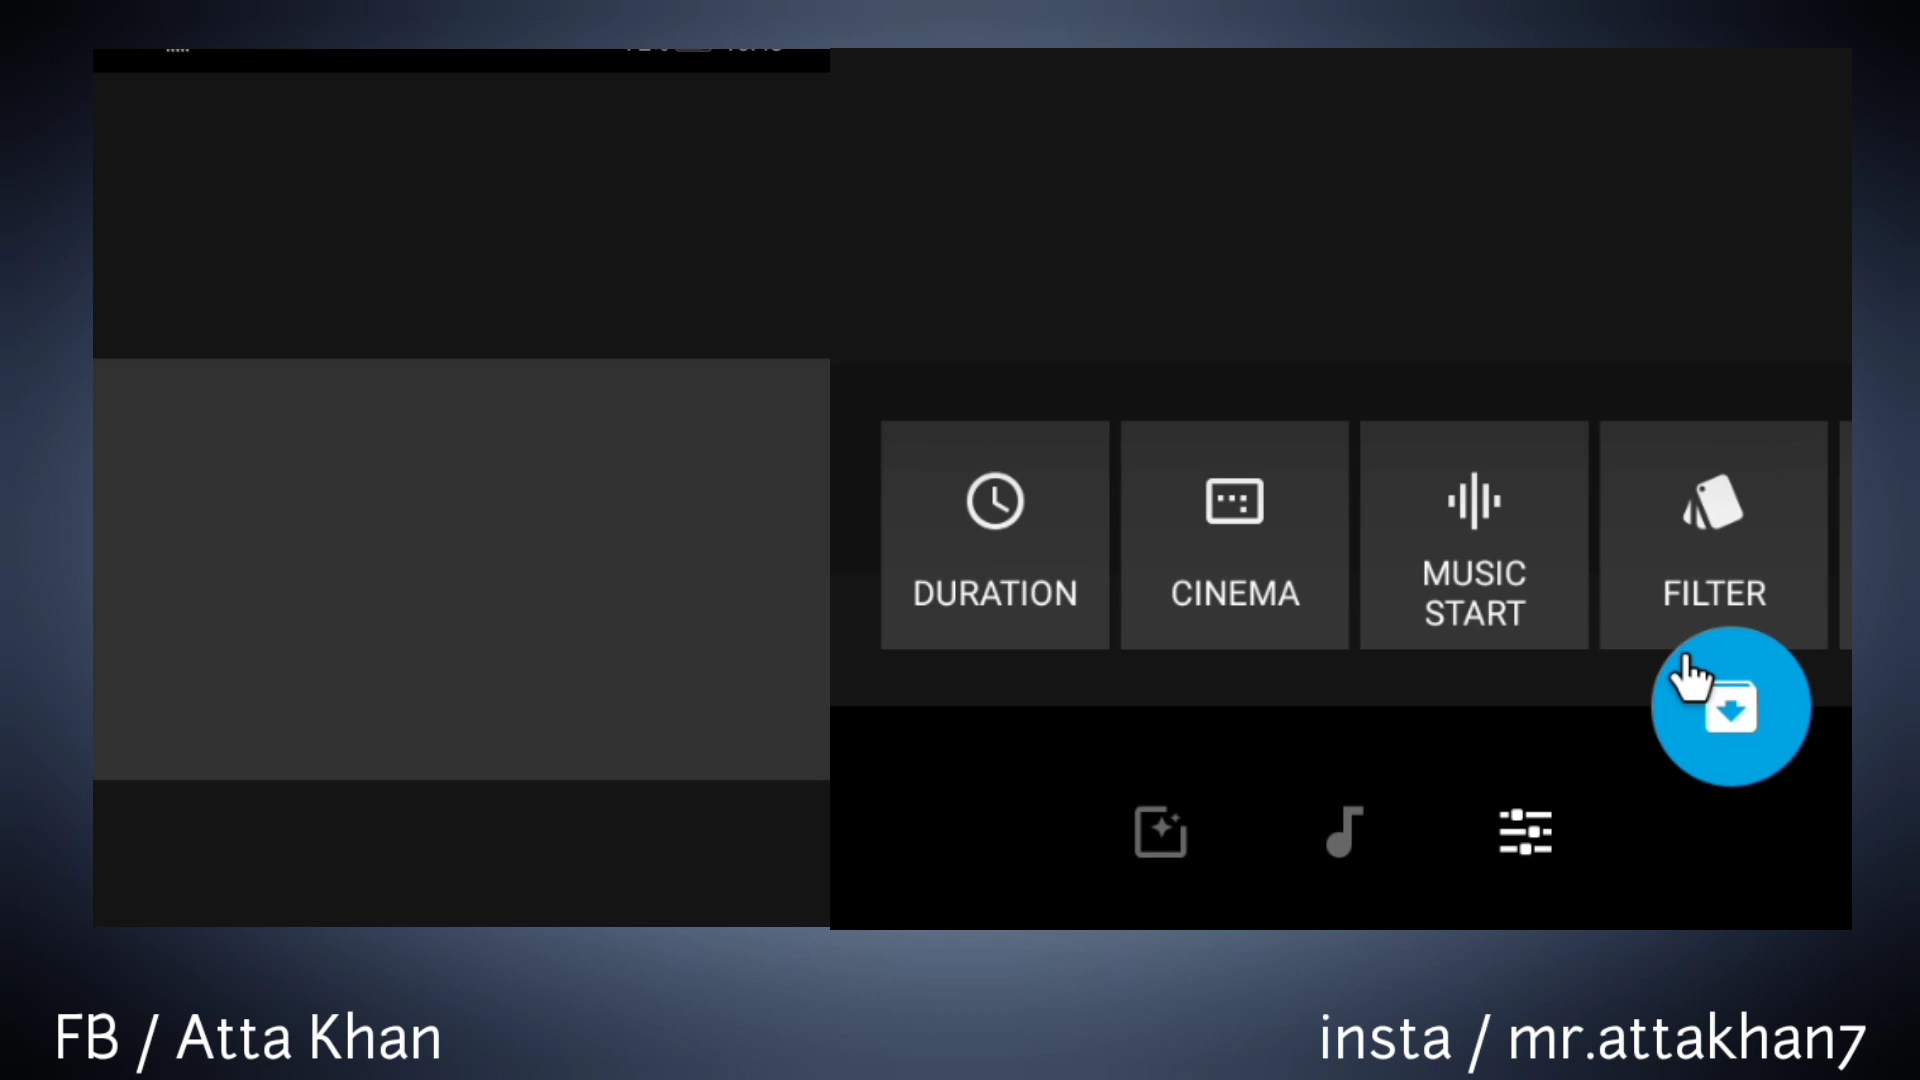 DURATION
CINEMA
MUSIC
START
FILTER
FB / Atta Khan
insta / mr.attakhan7